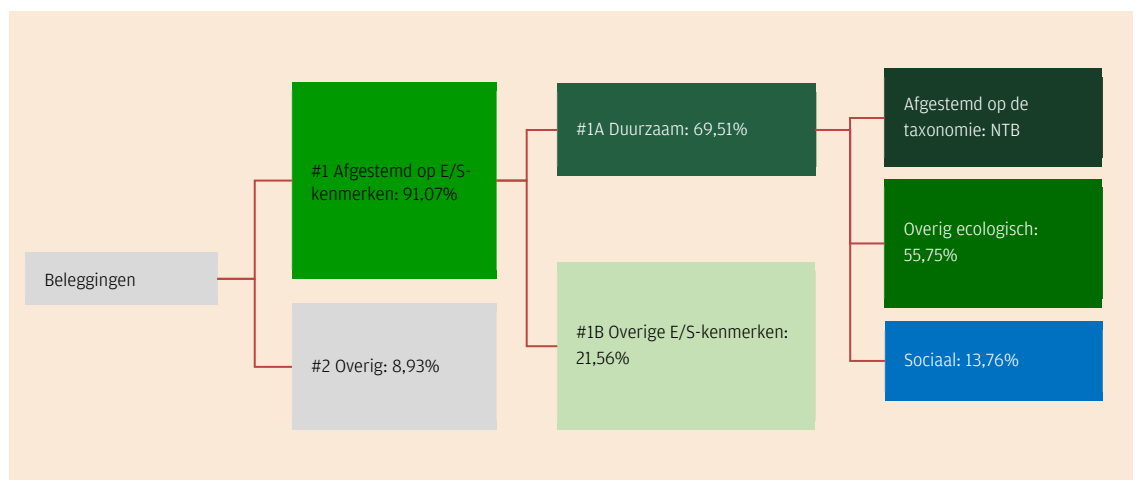 Beleggingen
#1 Afgestemd op E/S-
kenmerken: 91,07%
#2 Overig: 8,93%
#1A Duurzaam: 69,51%
#1B Overige E/S-kenmerken:
21,56%
Afgestemd op de
taxonomie: NTB
Overig ecologisch:
55,75%
Sociaal: 13,76%